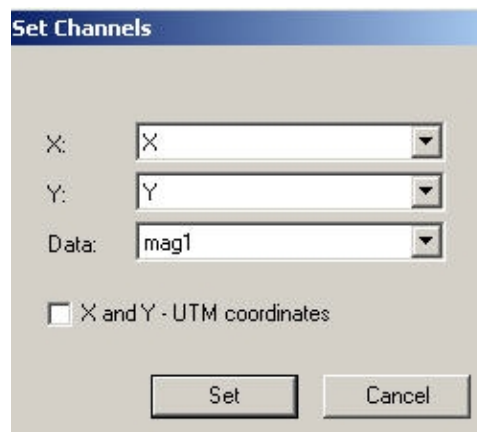 Set Channels
X: X
Y: Y
Data: mag1
X and Y - UTM coordinates
Set Cancel